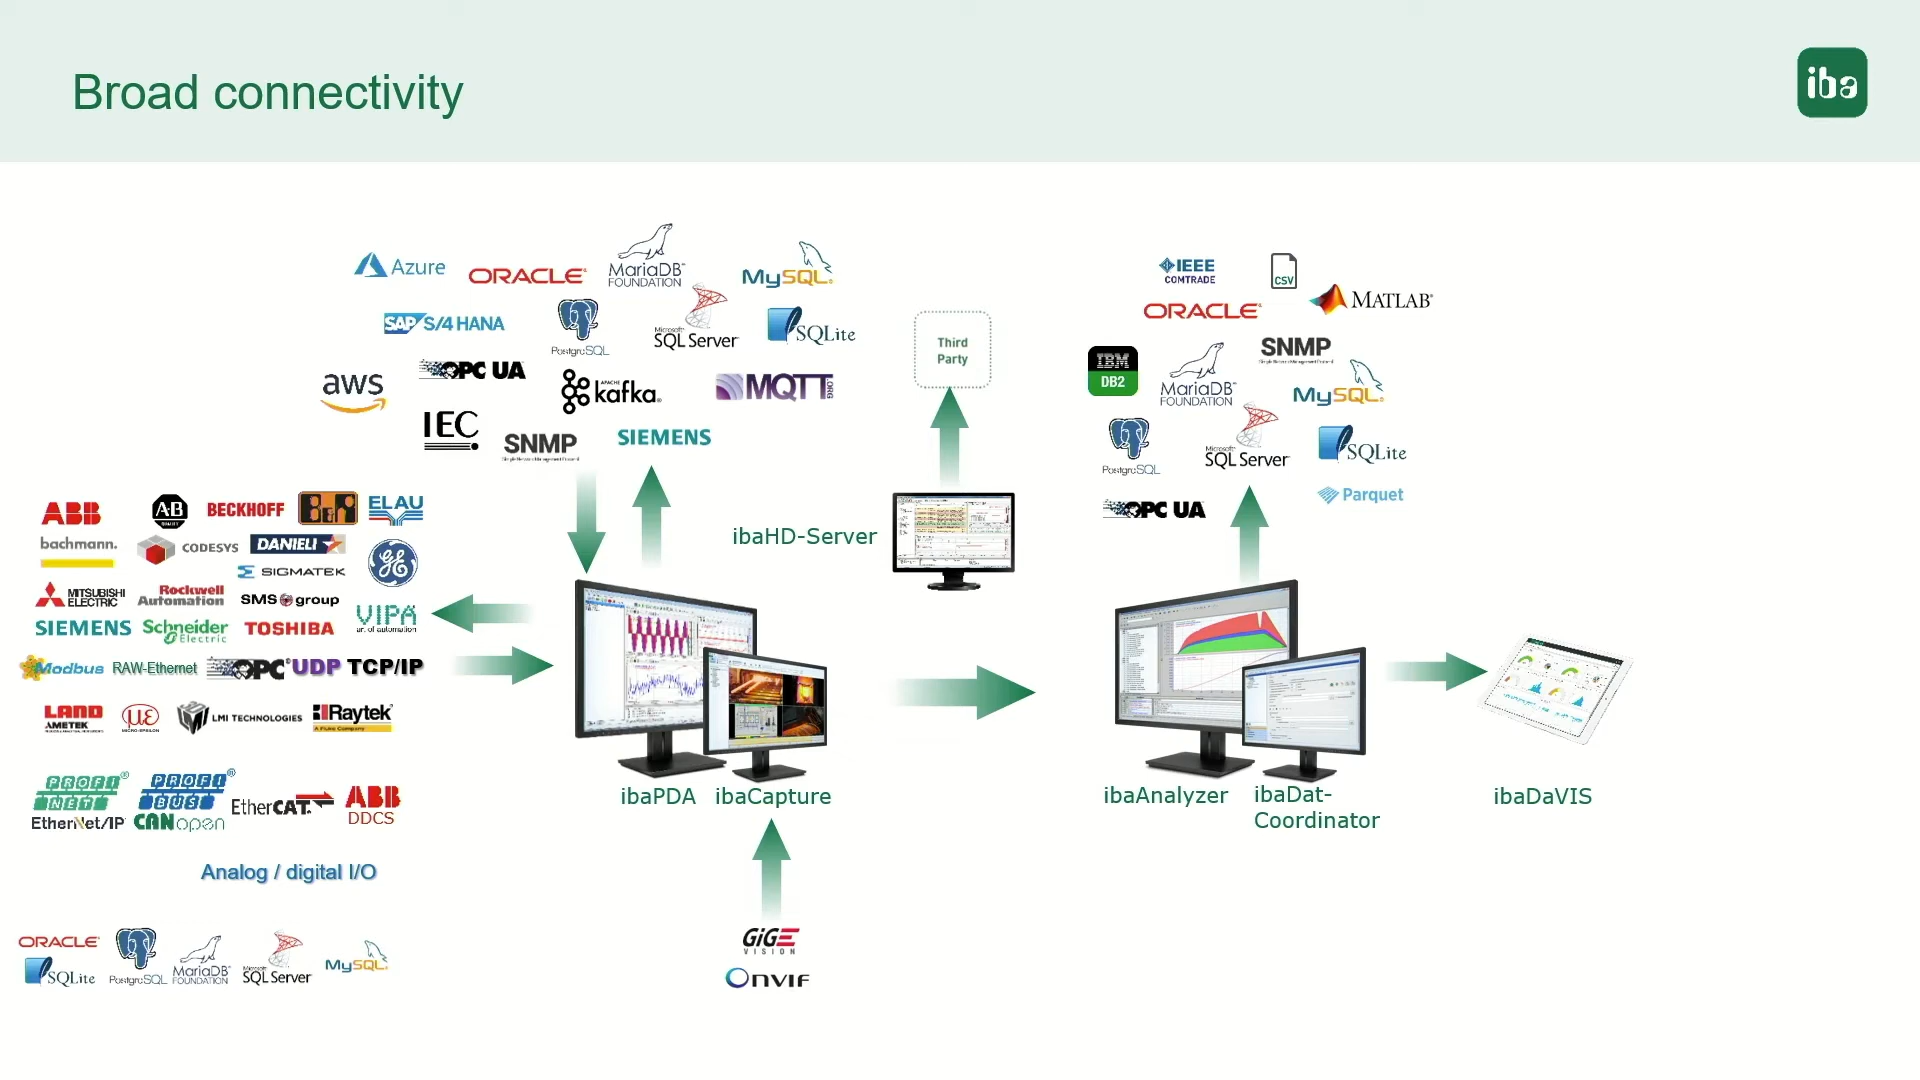 Broad connectivity
iba
Azure
ORACLE
MariaDB
FOUNDATION
MySQL
SAP S/4 HANA
PostgreSQL
Microsoft
SQL Server
SQLite
aws
OPC UA
APACHE
kafka
MQTT.ORG
IEC
SNMP
Simple Network Management Protocol
SIEMENS
Third
Party
IEEE
COMTRADE
CSV
ORACLE
MATLAB
SNMP
Simple Network Management Protocol
IBM
DB2
MariaDB
FOUNDATION
MySQL
PostgreSQL
Microsoft
SQL Server
SQLite
Parquet
OPC UA
ABB
A-B
QUALITY
BECKHOFF
B&R
ELAU
bachmann.
CODESYS
DANIELI
SIGMATEK
GE
MITSUBISHI
ELECTRIC
Rockwell
Automation
SMS group
VIPA
art of automation
SIEMENS
Schneider
Electric
TOSHIBA
Modbus
RAW-Ethernet
OPC
UDP
TCP/IP
LAND
AMETEK
με
MICRO-EPSILON
LMI TECHNOLOGIES
Raytek
A Fluke Company
PROFI
NET
PROFI
BUS
EtherCAT
ABB
DDCS
EtherNet/IP
CANopen
Analog / digital I/O
ORACLE
SQLite
PostgreSQL
MariaDB
FOUNDATION
Microsoft
SQL Server
MySQL
ibaHD-Server
ibaPDA
ibaCapture
GiGE
VISION
ONVIF
ibaAnalyzer
ibaDat-
Coordinator
ibaDaVIS